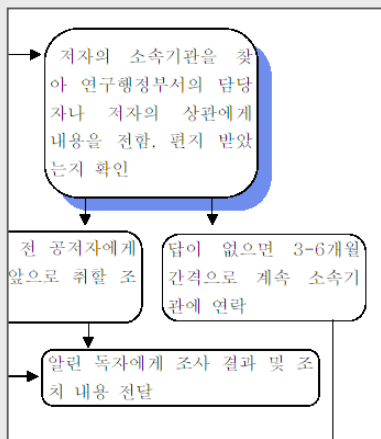 저자의 소속기관을 찾
아 연구행정부서의 담당
자나 저자의 상관에게
내용을 전함. 편지 받았
는지 확인
전 공저자에게
앞으로 취할 조
답이 없으면 3-6개월
간격으로 계속 소속기
관에 연락
알린 독자에게 조사 결과 및 조
치 내용 전달